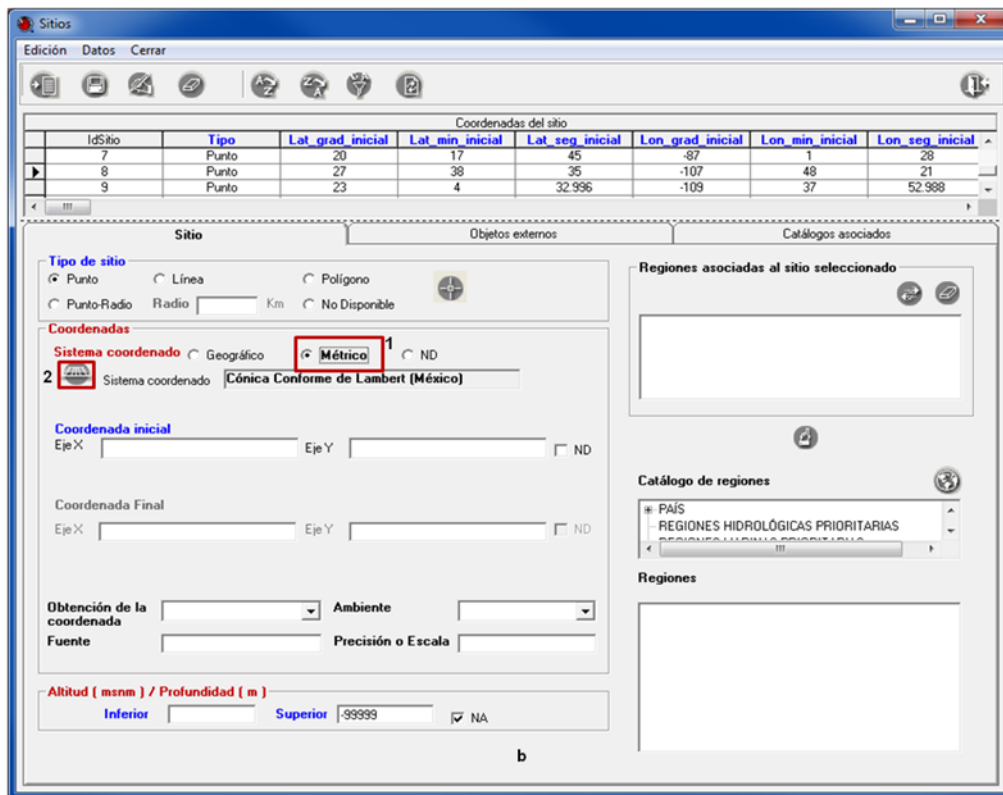 Sitios
Edición Datos Cerrar
Coordenadas del sitio
IdSitio Tipo Lat_grad_inicial Lat_min_inicial Lat_seg_inicial Lon_grad_inicial Lon_min_inicial Lon_seg_inicial
7 Punto 20 17 45 -87 1 28
8 Punto 27 38 35 -107 48 21
9 Punto 23 4 32.996 -109 37 52.988
Sitio Objetos externos Catálogos asociados
Tipo de sitio
Punto Línea Polígono
Punto-Radio Radio Km No Disponible
Regiones asociadas al sitio seleccionado
Coordenadas
Sistema coordenado Geográfico Métrico 1 ND
2 Sistema coordenado Cónica Conforme de Lambert (México)
Coordenada inicial
Eje X Eje Y ND
Coordenada Final
Eje X Eje Y ND
Catálogo de regiones
PAÍS
REGIONES HIDROLÓGICAS PRIORITARIAS
REGIONES MARINAS PRIORITARIAS
Regiones
Obtención de la coordenada Ambiente
Fuente Precisión o Escala
Altitud ( msnm ) / Profundidad ( m )
Inferior Superior -99999 NA
b